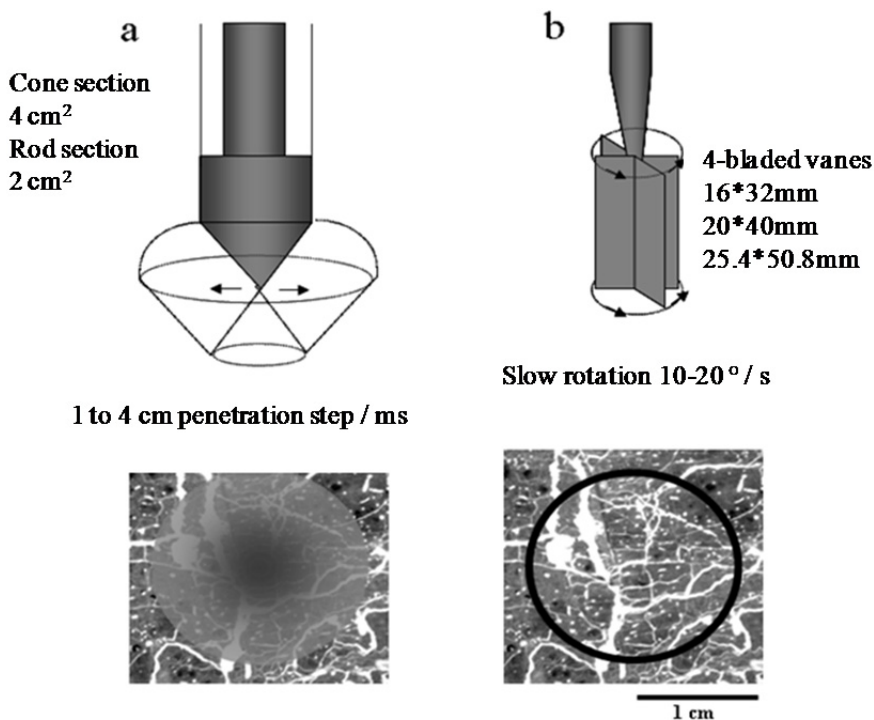 a
Cone section
4 cm²
Rod section
2 cm²
1 to 4 cm penetration step / ms
b
4-bladed vanes
16*32mm
20*40mm
25.4*50.8mm
Slow rotation 10-20 ° / s
1 cm